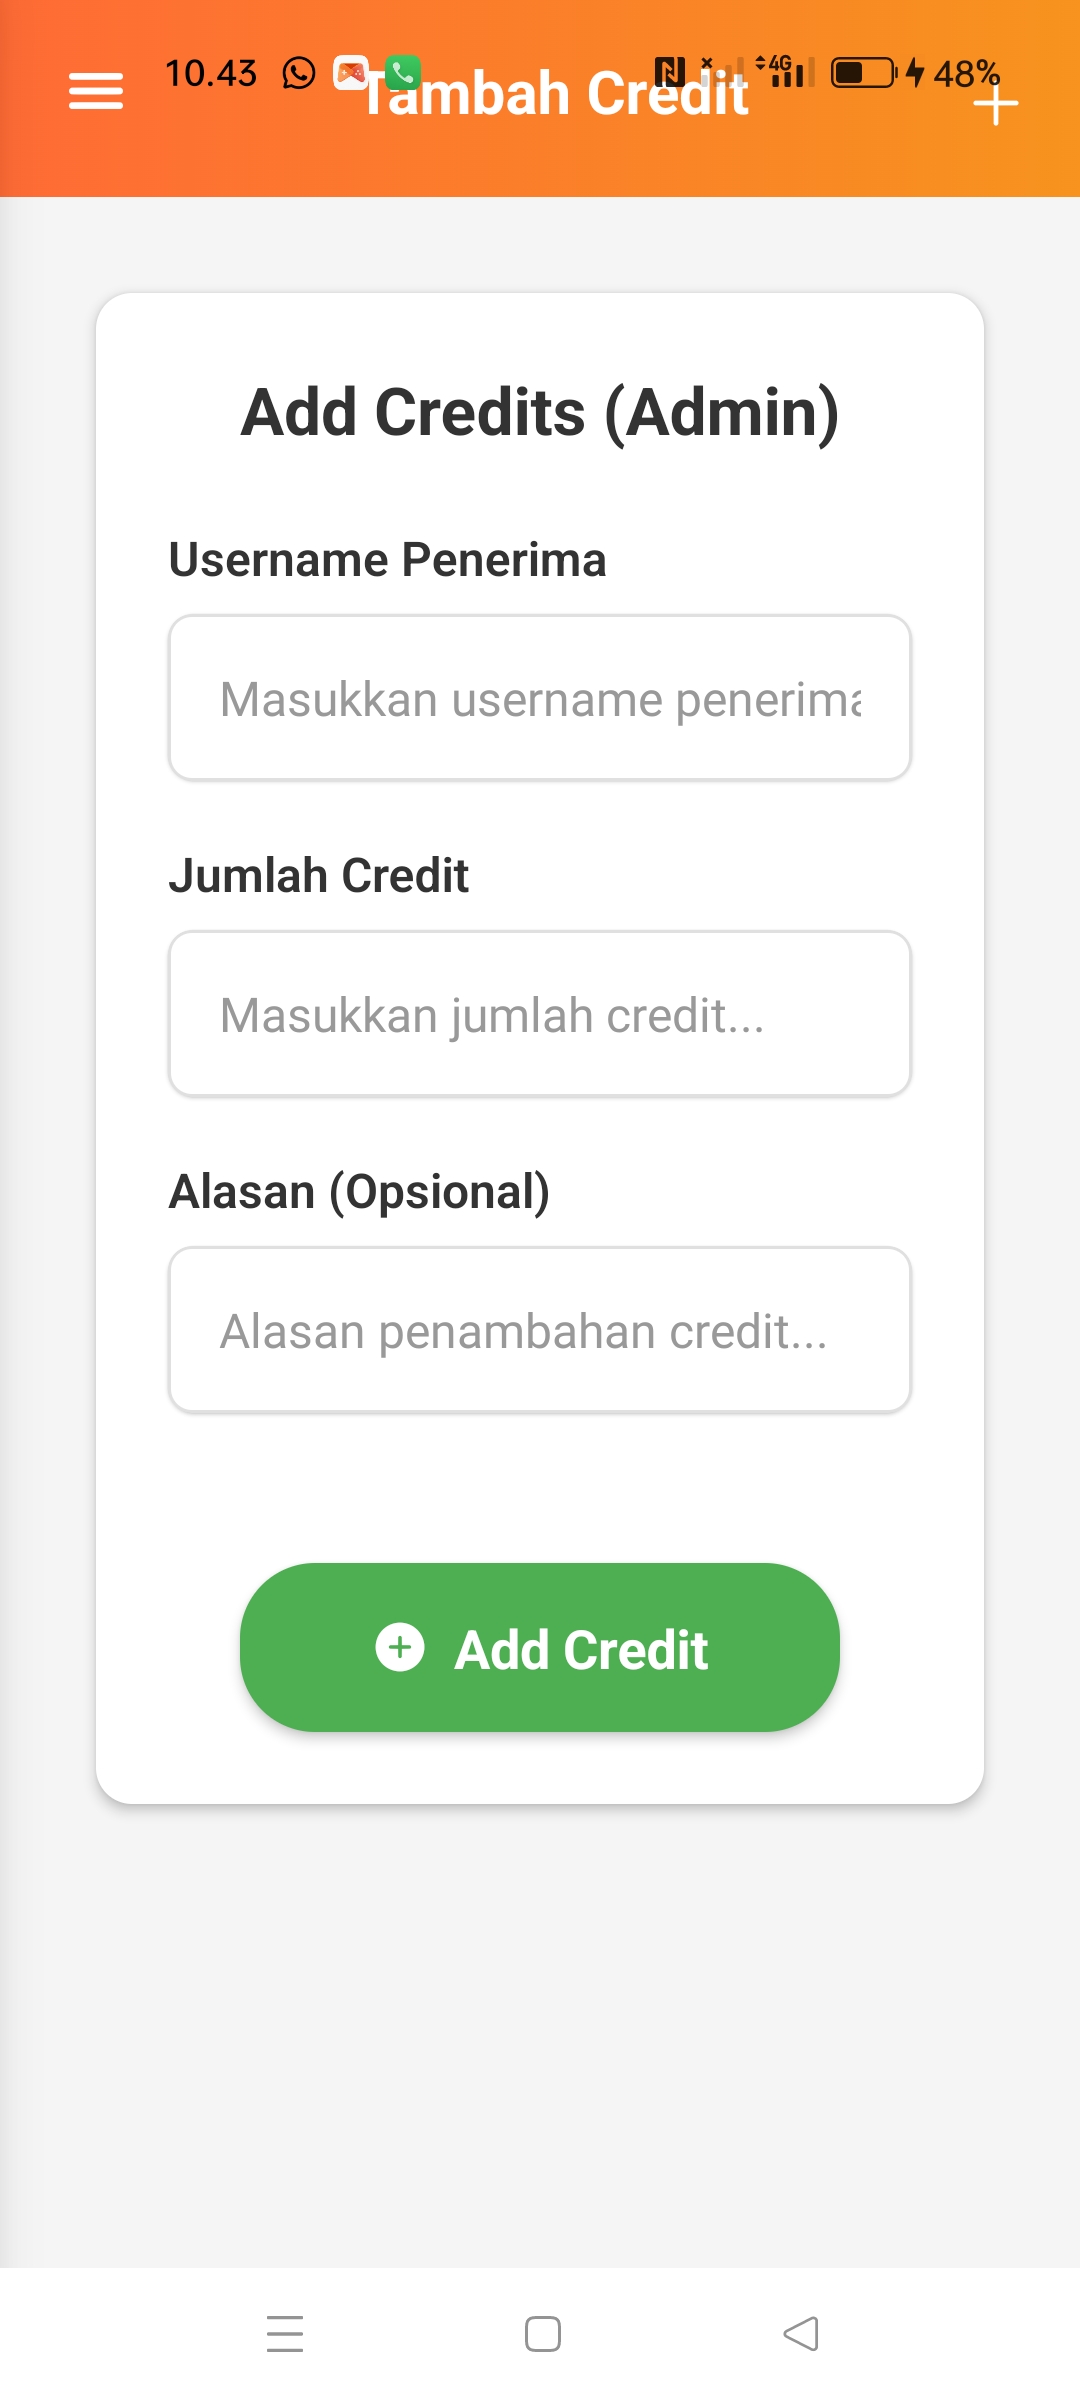 10.43 4G 48%
Tambah Credit
Add Credits (Admin)
Username Penerima
Masukkan username penerima
Jumlah Credit
Masukkan jumlah credit...
Alasan (Opsional)
Alasan penambahan credit...
Add Credit